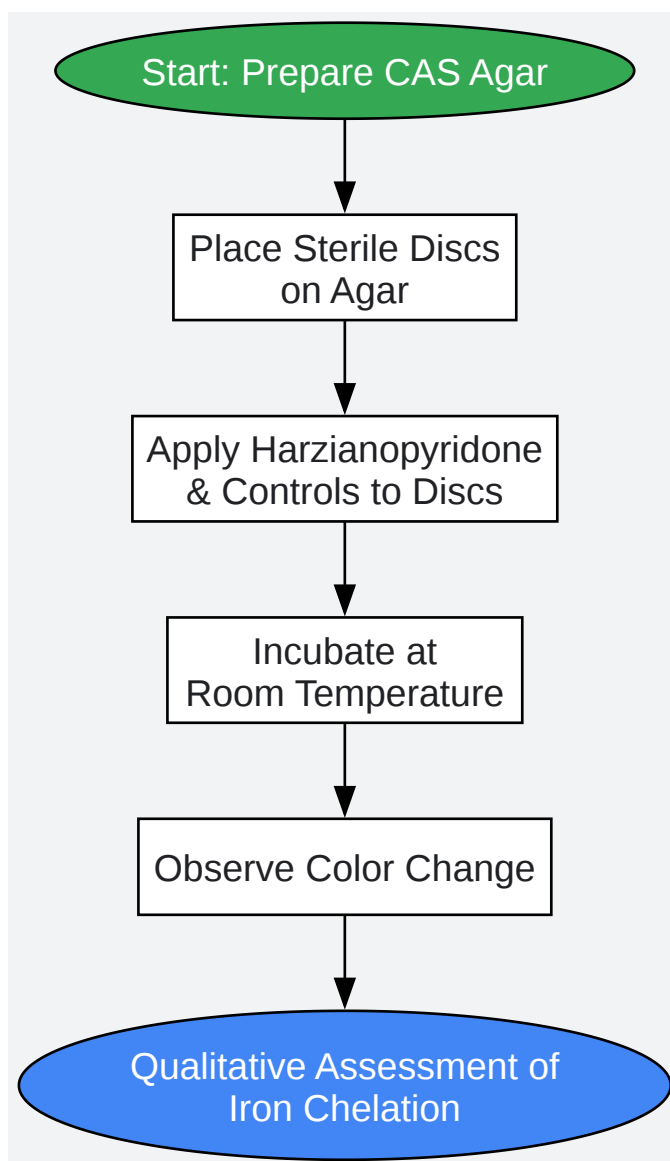 Start: Prepare CAS Agar
Place Sterile Discs
on Agar
Apply Harzianopyridone
& Controls to Discs
Incubate at
Room Temperature
Observe Color Change
Qualitative Assessment of
Iron Chelation